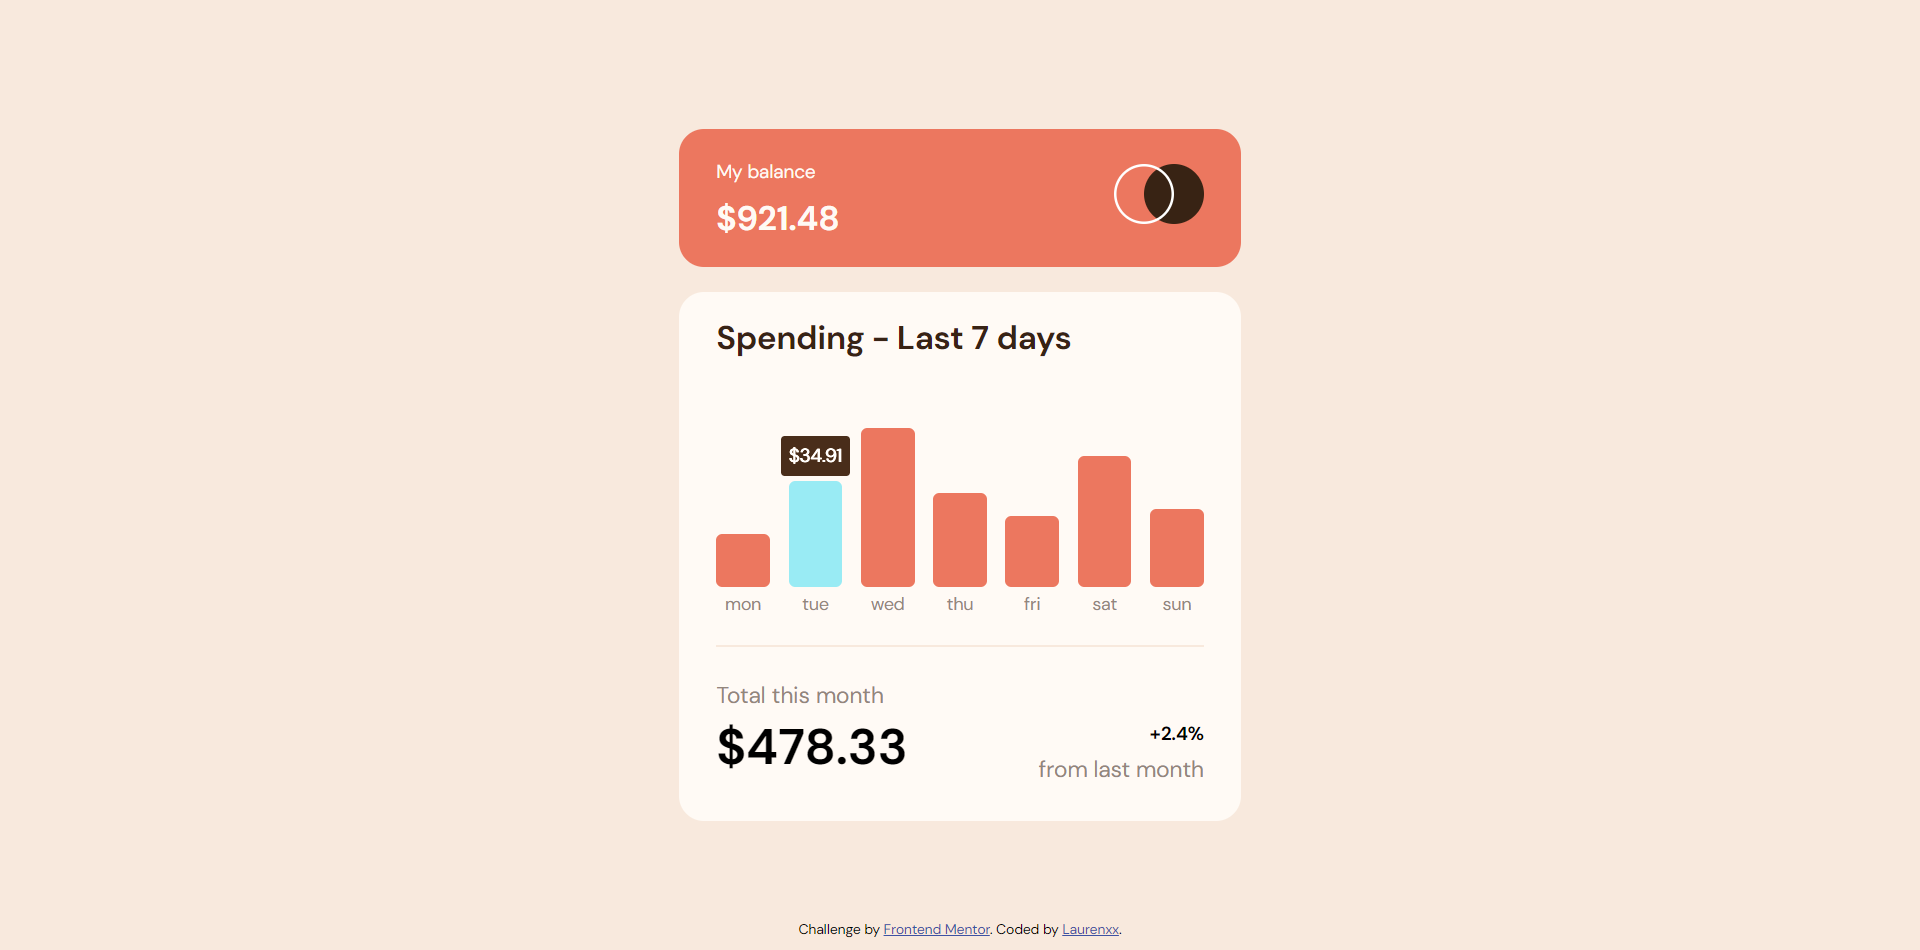 My balance
$921.48
Spending - Last 7 days
$34.91
mon tue wed thu fri sat sun
Total this month
$478.33
+2.4%
from last month
Challenge by Frontend Mentor. Coded by Laurenxx.